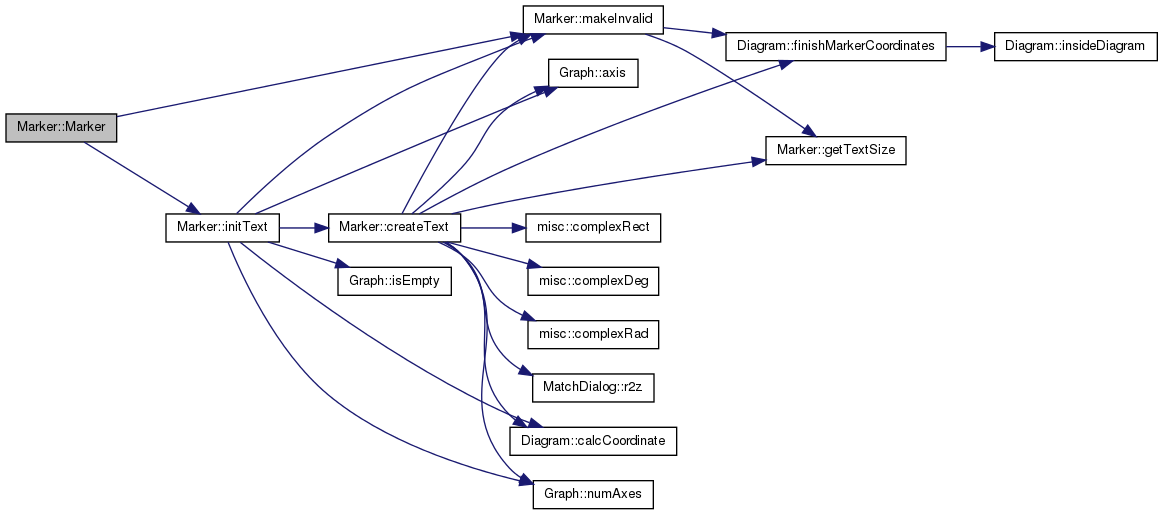 Marker::makeInvalid
Diagram::finishMarkerCoordinates
Diagram::insideDiagram
Graph::axis
Marker::Marker
Marker::getTextSize
Marker::initText
Marker::createText
misc::complexRect
Graph::isEmpty
misc::complexDeg
misc::complexRad
MatchDialog::r2z
Diagram::calcCoordinate
Graph::numAxes